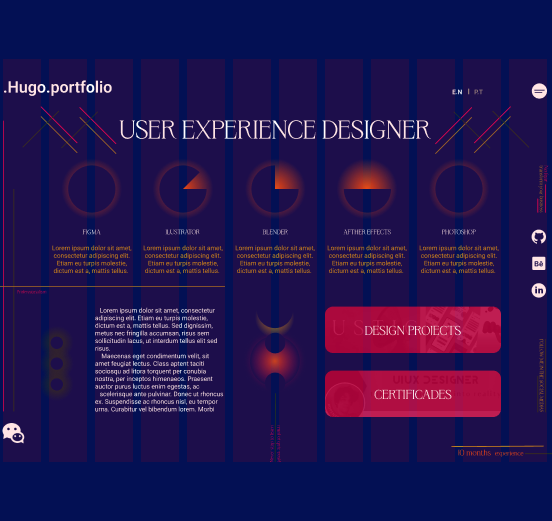 .Hugo.portfolio
E.N | P.T
USER EXPERIENCE DESIGNER
FIGMA
ILUSTRATOR
BLENDER
AFTHER EFFECTS
PHOTOSHOP
Lorem ipsum dolor sit amet,
consectetur adipiscing elit.
Etiam eu turpis molestie,
dictum est a, mattis tellus.
Lorem ipsum dolor sit amet,
consectetur adipiscing elit.
Etiam eu turpis molestie,
dictum est a, mattis tellus.
Lorem ipsum dolor sit amet,
consectetur adipiscing elit.
Etiam eu turpis molestie,
dictum est a, mattis tellus.
Lorem ipsum dolor sit amet,
consectetur adipiscing elit.
Etiam eu turpis molestie,
dictum est a, mattis tellus.
Lorem ipsum dolor sit amet,
consectetur adipiscing elit.
Etiam eu turpis molestie,
dictum est a, mattis tellus.
Lorem ipsum dolor sit amet, consectetur
adipiscing elit. Etiam eu turpis molestie,
dictum est a, mattis tellus. Sed dignissim,
metus nec fringilla accumsan, risus sem
sollicitudin lacus, ut interdum tellus elit sed
risus.
Maecenas eget condimentum velit, sit
amet feugiat lectus. Class aptent taciti
sociosqu ad litora torquent per conubia
nostra, per inceptos himenaeos. Praesent
auctor purus luctus enim egestas, ac
scelerisque ante pulvinar. Donec ut rhoncus
ex. Suspendisse ac rhoncus nisl, eu tempor
urna. Curabitur vel bibendum lorem. Morbi
DESIGN PROJECTS
UIUX DESIGNER
CERTIFICADES
Bē
in
10 months experience